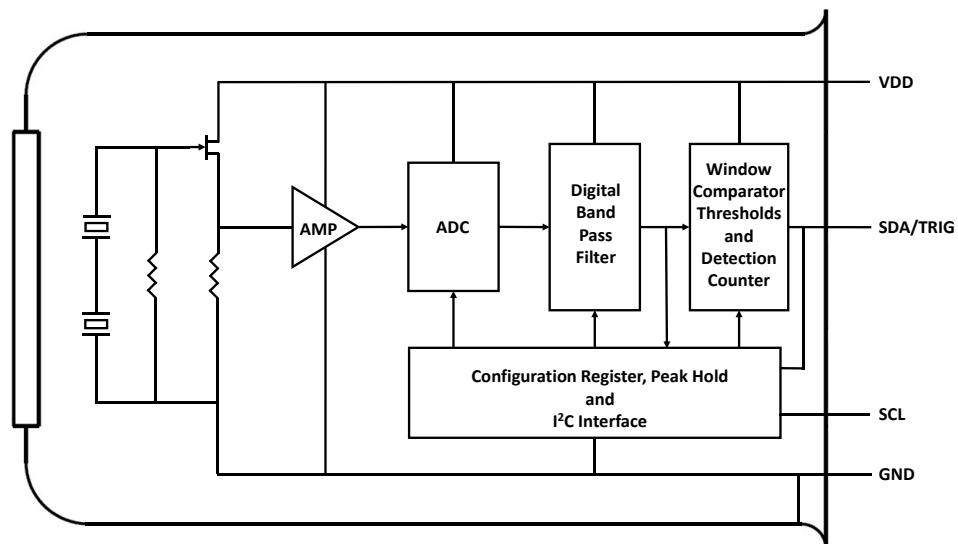 VDD
Window
Comparator
Thresholds
and
Detection
Counter
Digital
Band
Pass
Filter
ADC
AMP
SDA/TRIG
Configuration Register, Peak Hold
and
I²C Interface
SCL
GND